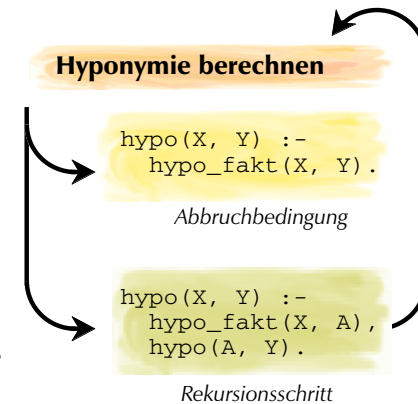 Hyponymie berechnen
hypo(X, Y) :-
hypo_fakt(X, Y).
Abbruchbedingung
hypo(X, Y) :-
hypo_fakt(X, A),
hypo(A, Y).
Rekursionsschritt